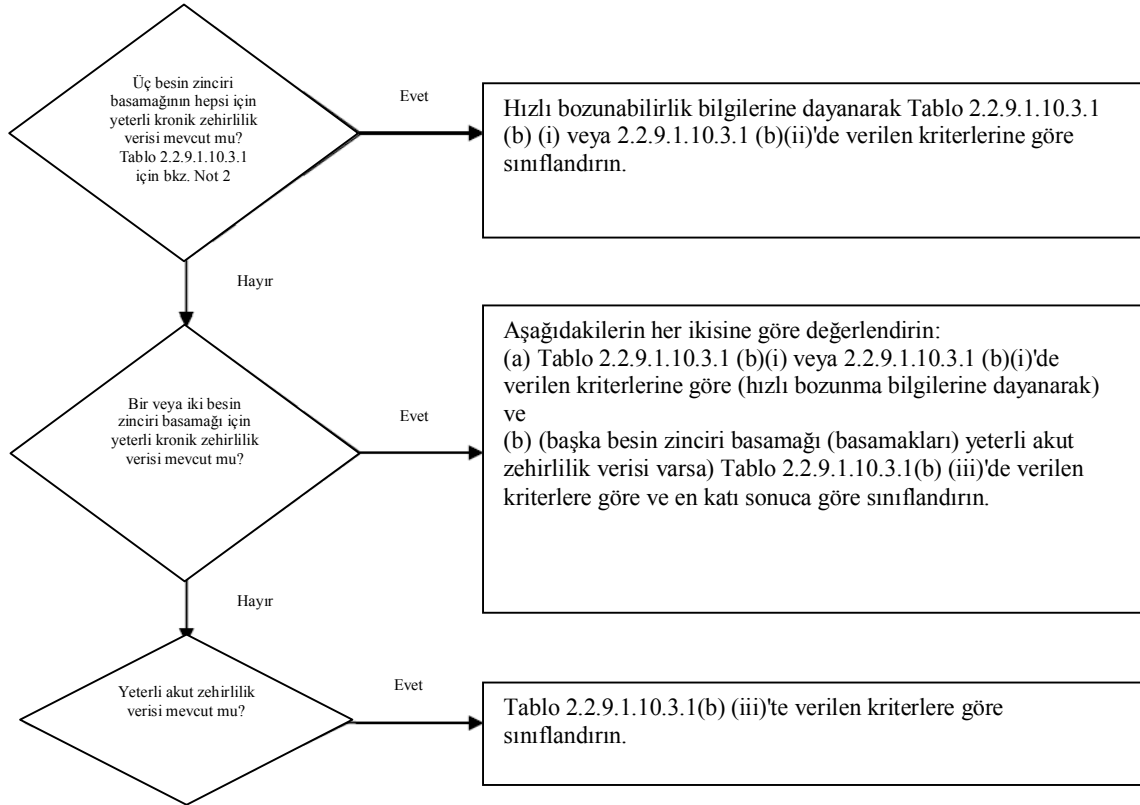 Üç besin zinciri
basamağının hepsi için
yeterli kronik zehirlilik
verisi mevcut mu?
Tablo 2.2.9.1.10.3.1
için bkz. Not 2
Evet
Hızlı bozunabilirlik bilgilerine dayanarak Tablo 2.2.9.1.10.3.1
(b) (i) veya 2.2.9.1.10.3.1 (b)(ii)'de verilen kriterlerine göre
sınıflandırın.
Hayır
Bir veya iki besin
zinciri basamağı için
yeterli kronik zehirlilik
verisi mevcut mu?
Evet
Aşağıdakilerin her ikisine göre değerlendirin:
(a) Tablo 2.2.9.1.10.3.1 (b)(i) veya 2.2.9.1.10.3.1 (b)(i)'de
verilen kriterlerine göre (hızlı bozunma bilgilerine dayanarak)
ve
(b) (başka besin zinciri basamağı (basamakları) yeterli akut
zehirlilik verisi varsa) Tablo 2.2.9.1.10.3.1(b) (iii)'de verilen
kriterlere göre ve en katı sonuca göre sınıflandırın.
Hayır
Yeterli akut zehirlilik
verisi mevcut mu?
Evet
Tablo 2.2.9.1.10.3.1(b) (iii)'te verilen kriterlere göre
sınıflandırın.